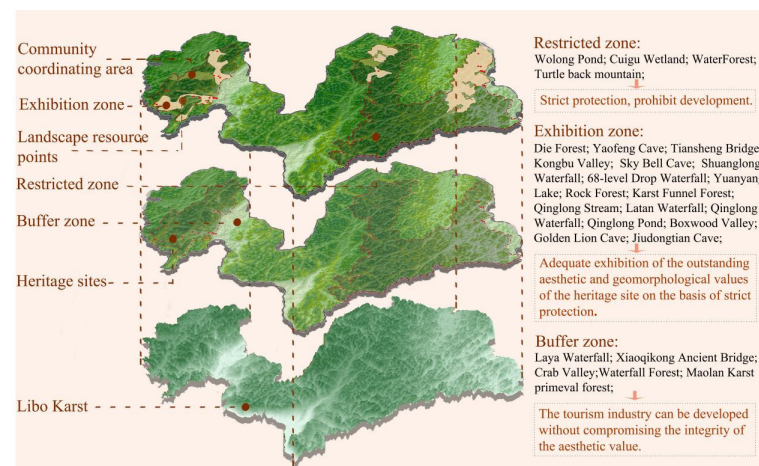 Community
coordinating area
Exhibition zone
Landscape resource
points
Restricted zone
Buffer zone
Heritage sites
Libo Karst
Restricted zone:
Wolong Pond; Cuigu Wetland; WaterForest;
Turtle back mountain;
Strict protection, prohibit development.
Exhibition zone:
Die Forest; Yaofeng Cave; Tiansheng Bridge
Kongbu Valley; Sky Bell Cave; Shuanglong
Waterfall; 68-level Drop Waterfall; Yuanyan
Lake; Rock Forest; Karst Funnel Forest;
Qinglong Stream; Latan Waterfall; Qinglong
Waterfall; Qinglong Pond; Boxwood Valley;
Golden Lion Cave; Jiudongtian Cave;
Adequate exhibition of the outstanding
aesthetic and geomorphological values
of the heritage site on the basis of strict
protection.
Buffer zone:
Laya Waterfall; Xiaoqikong Ancient Bridge;
Crab Valley;Waterfall Forest; Maolan Karst
primeval forest;
The tourism industry can be developed
without compromising the integrity of
the aesthetic value.